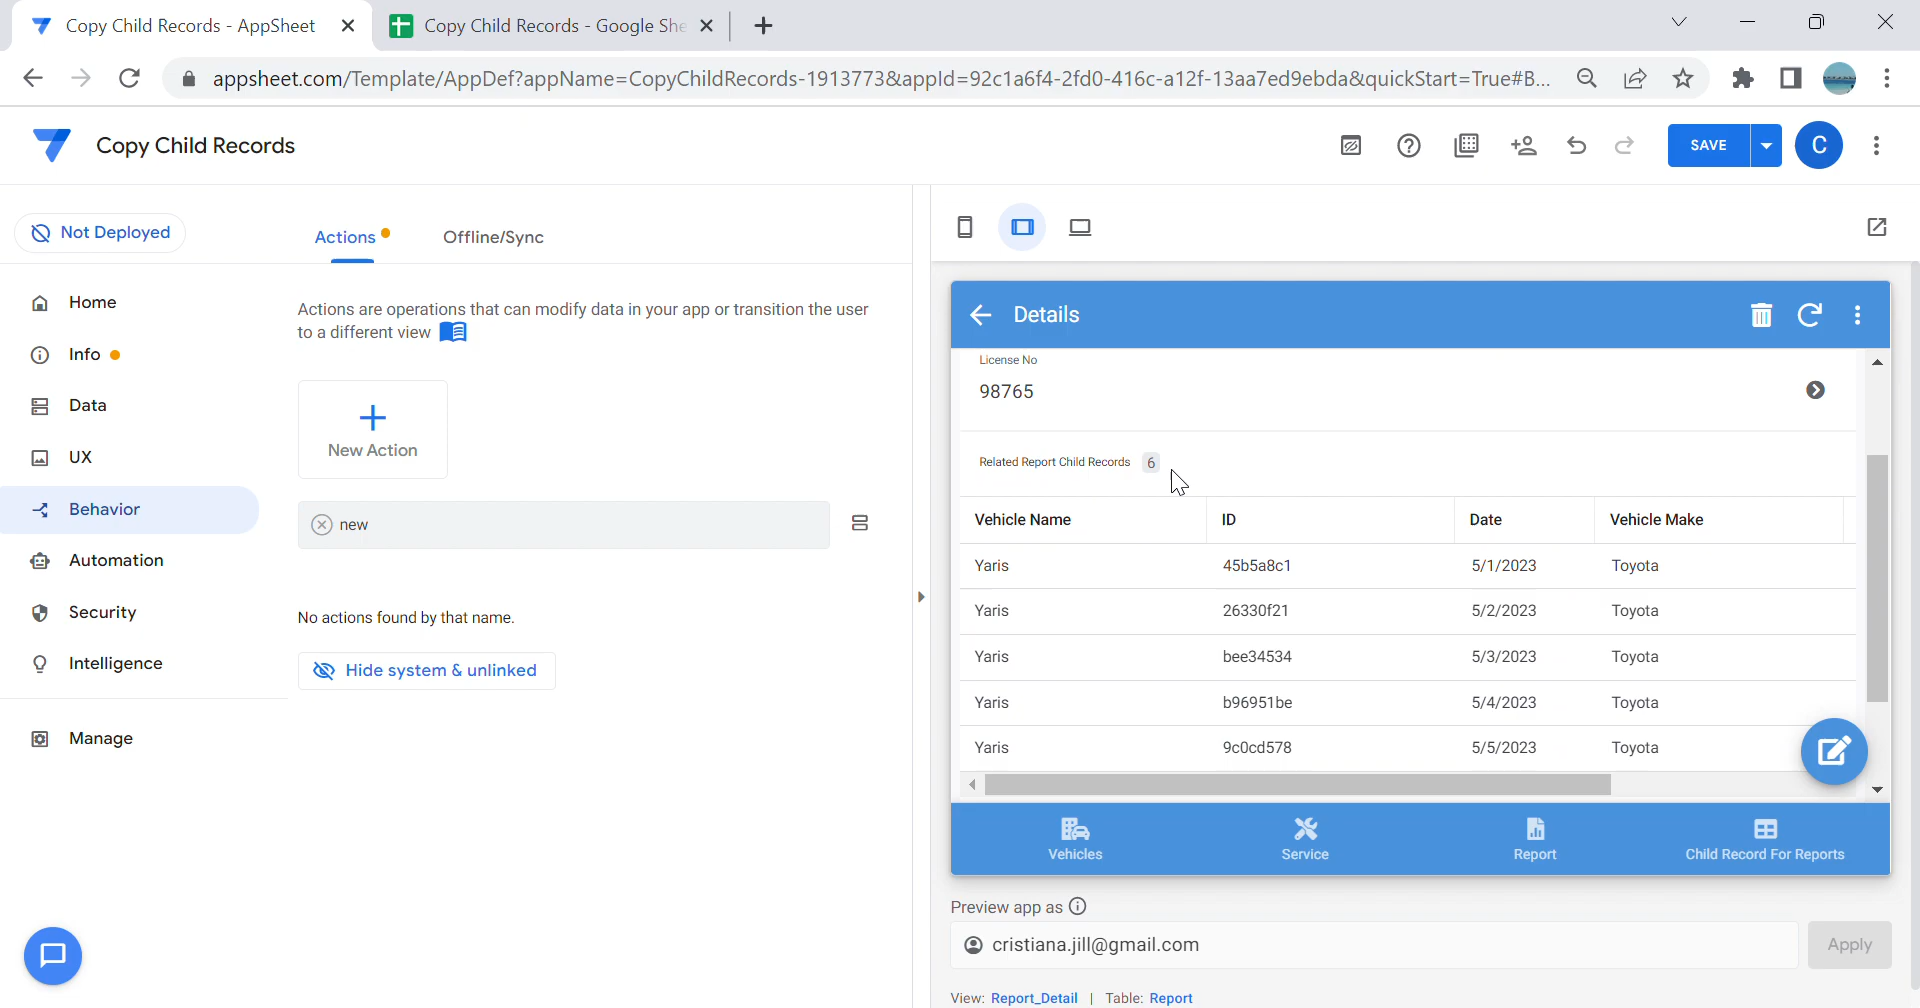 Copy Child Records - AppSheet
Copy Child Records - Google She
appsheet.com/Template/AppDef?appName=CopyChildRecords-1913773&appId=92c1a6f4-2fd0-416c-a12f-13aa7ed9ebda&quickStart=True#B...
Copy Child Records
SAVE
C
Not Deployed
Actions
Offline/Sync
Home
Info
Data
UX
Behavior
Automation
Security
Intelligence
Manage
Actions are operations that can modify data in your app or transition the user
to a different view
New Action
new
No actions found by that name.
Hide system & unlinked
Details
License No
98765
Related Report Child Records 6
Vehicle Name ID Date Vehicle Make
Yaris 45b5a8c1 5/1/2023 Toyota
Yaris 26330f21 5/2/2023 Toyota
Yaris bee34534 5/3/2023 Toyota
Yaris b96951be 5/4/2023 Toyota
Yaris 9c0cd578 5/5/2023 Toyota
Vehicles Service Report Child Record For Reports
Preview app as
cristiana.jill@gmail.com
Apply
View: Report_Detail | Table: Report